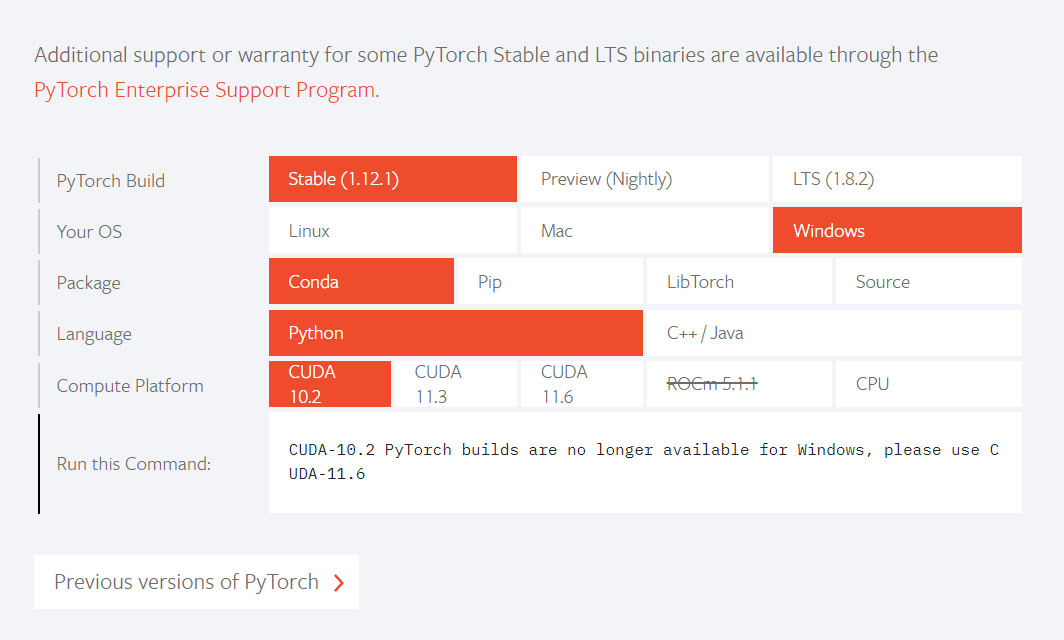 Additional support or warranty for some PyTorch Stable and LTS binaries are available through the
PyTorch Enterprise Support Program.
PyTorch Build
Stable (1.12.1)
Preview (Nightly)
LTS (1.8.2)
Your OS
Linux
Mac
Windows
Package
Conda
Pip
LibTorch
Source
Language
Python
C++ / Java
Compute Platform
CUDA
10.2
CUDA
11.3
CUDA
11.6
ROCm 5.1.1
CPU
Run this Command:
CUDA-10.2 PyTorch builds are no longer available for Windows, please use C
UDA-11.6
Previous versions of PyTorch